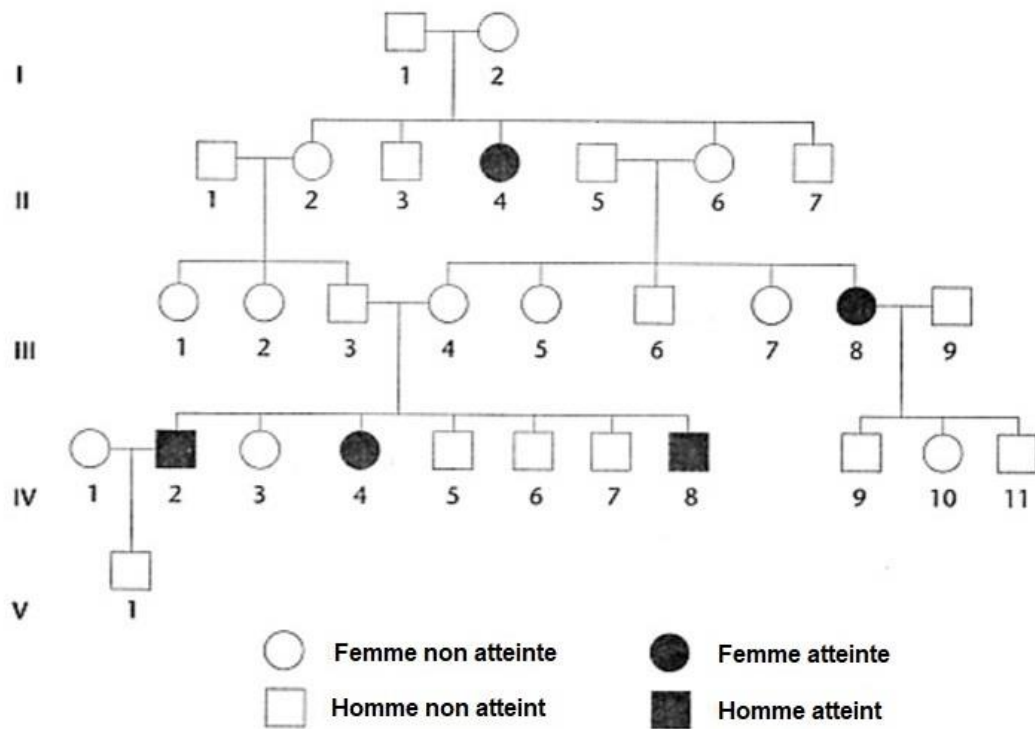 1 2
I
1 2 3 4 5 6 7
II
1 2 3 4 5 6 7 8 9
III
1 2 3 4 5 6 7 8 9 10 11
IV
1
V
Femme non atteinte Femme atteinte
Homme non atteint Homme atteint